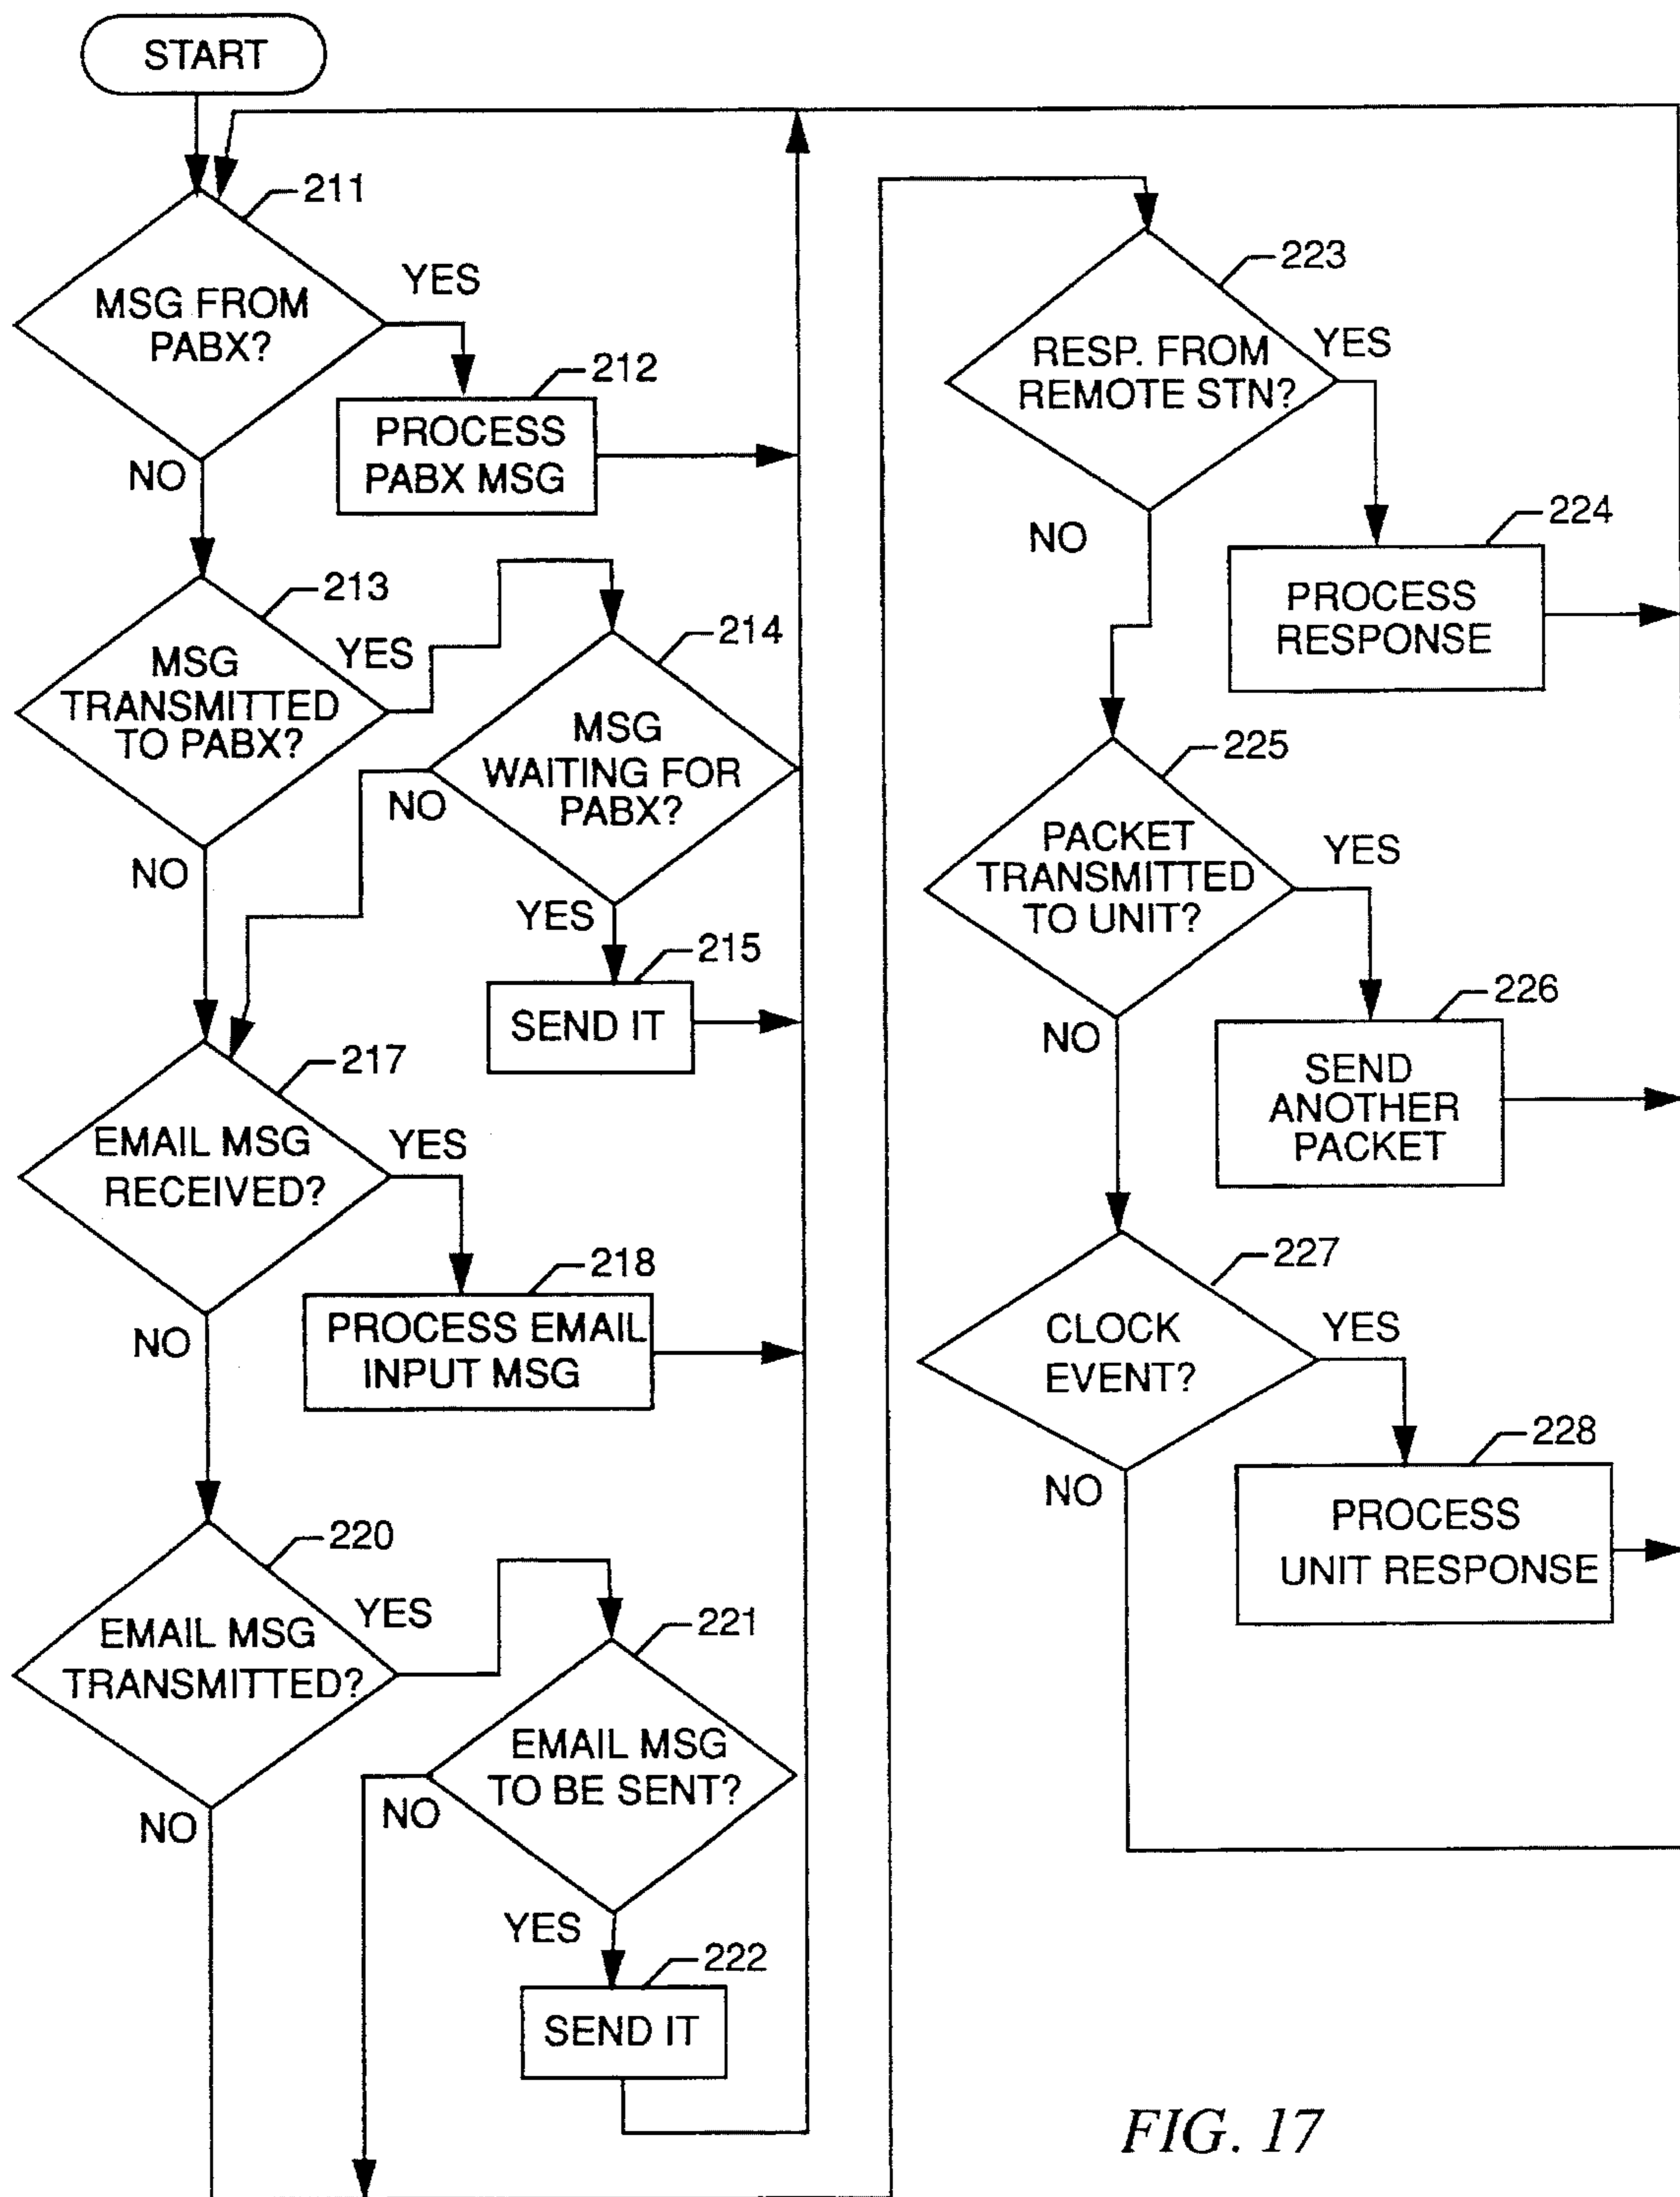 START
211
MSG FROM
PABX?
YES
NO
212
PROCESS
PABX MSG
213
MSG
TRANSMITTED
TO PABX?
YES
NO
214
MSG
WAITING FOR
PABX?
NO
YES
215
SEND IT
217
EMAIL MSG
RECEIVED?
YES
NO
218
PROCESS EMAIL
INPUT MSG
220
EMAIL MSG
TRANSMITTED?
YES
NO
221
EMAIL MSG
TO BE SENT?
NO
YES
222
SEND IT
223
RESP. FROM
REMOTE STN?
YES
NO
224
PROCESS
RESPONSE
225
PACKET
TRANSMITTED
TO UNIT?
YES
NO
226
SEND
ANOTHER
PACKET
227
CLOCK
EVENT?
YES
NO
228
PROCESS
UNIT RESPONSE
FIG. 17